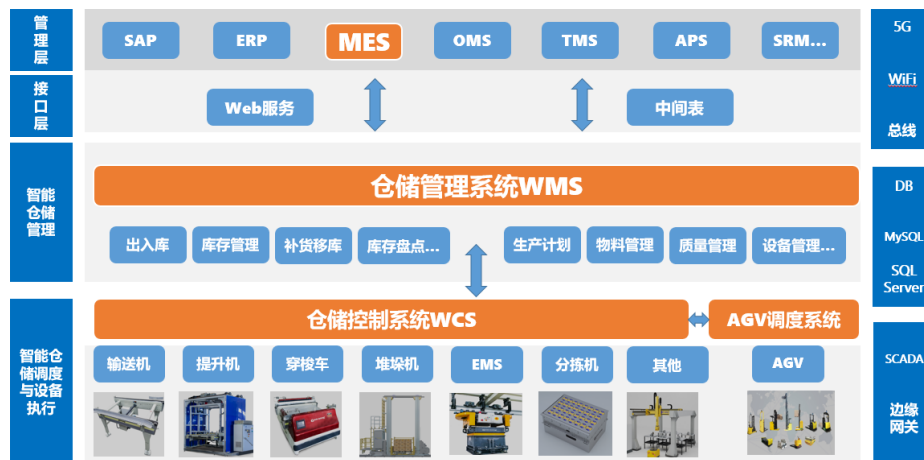 管
理
层
SAP
ERP
MES
OMS
TMS
APS
SRM...
接
口
层
Web服务
中间表
智能
仓储
管理
仓储管理系统WMS
出入库
库存管理
补货移库
库存盘点...
生产计划
物料管理
质量管理
设备管理...
智能仓
储调度
与设备
执行
仓储控制系统WCS
AGV调度系统
输送机
提升机
穿梭车
堆垛机
EMS
分拣机
其他
AGV
5G
WiFi
总线
DB
MySQL
SQL
Server
SCADA
边缘
网关